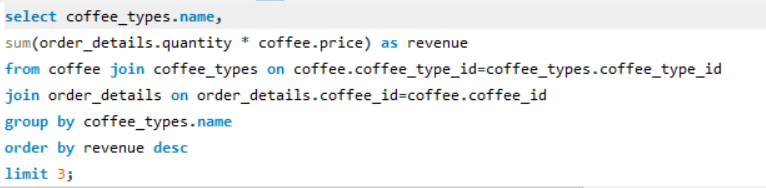 select coffee_types.name,
sum(order_details.quantity * coffee.price) as revenue
from coffee join coffee_types on coffee.coffee_type_id=coffee_types.coffee_type_id
join order_details on order_details.coffee_id=coffee.coffee_id
group by coffee_types.name
order by revenue desc
limit 3;